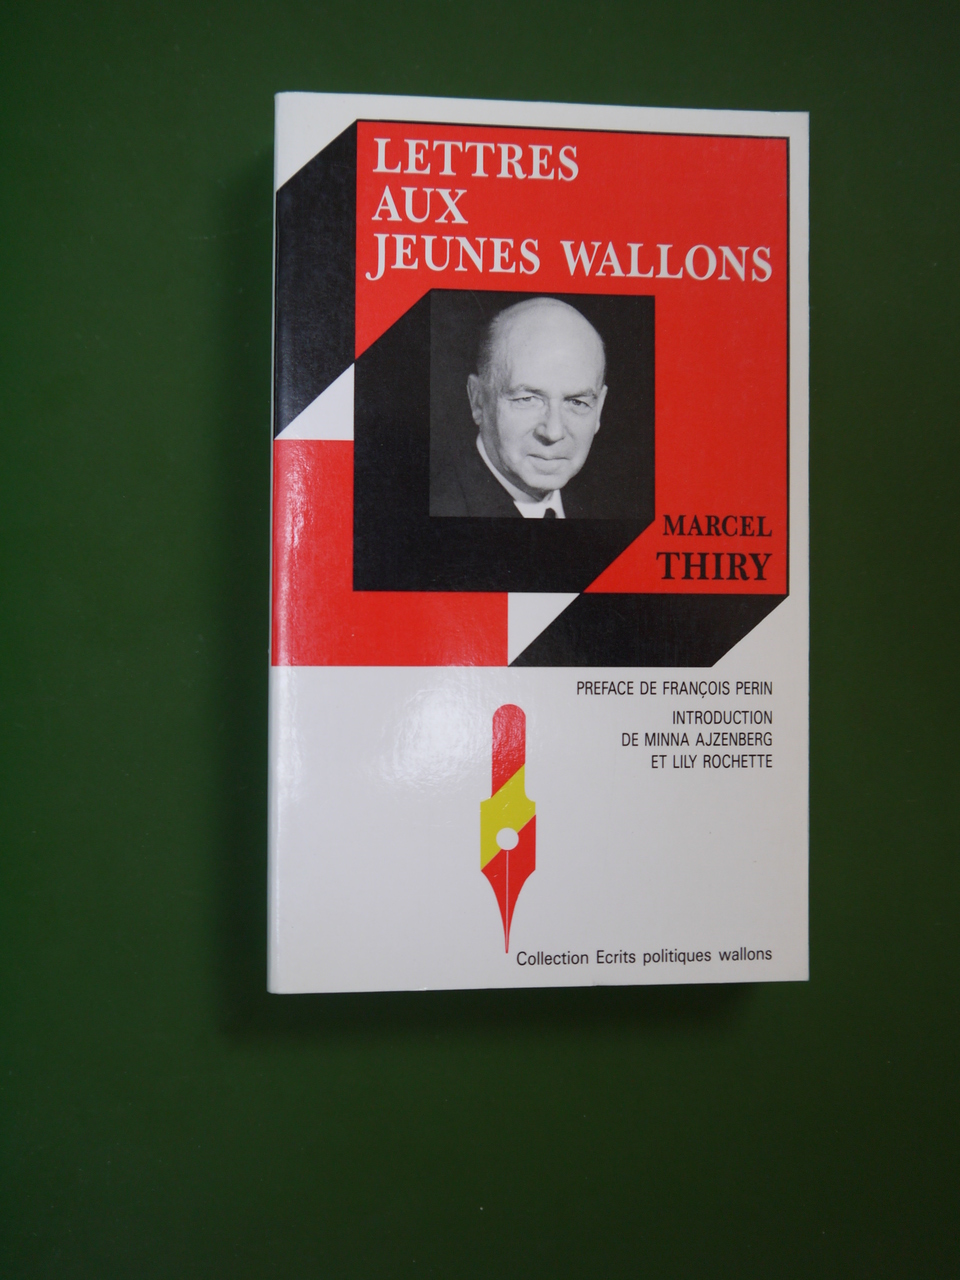 LETTRES
AUX
JEUNES WALLONS
MARCEL
THIRY
PREFACE DE FRANÇOIS PERIN
INTRODUCTION
DE MINNA AJZENBERG
ET LILY ROCHETTE
Collection Ecrits politiques wallons